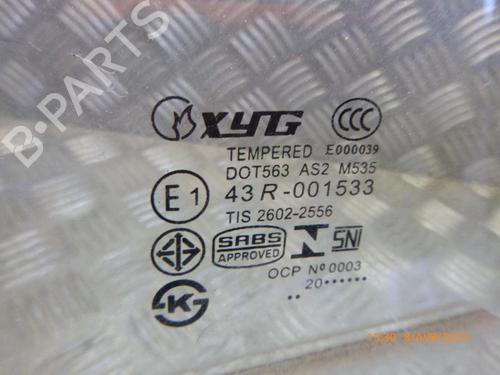 B-PARTS
XYG CCC
TEMPERED E000039
DOT563 AS2 M535
E1 43R-001533
TIS 2602-2556
SABS APPROVED SNI
OCP Nº 0003
20••••••
••